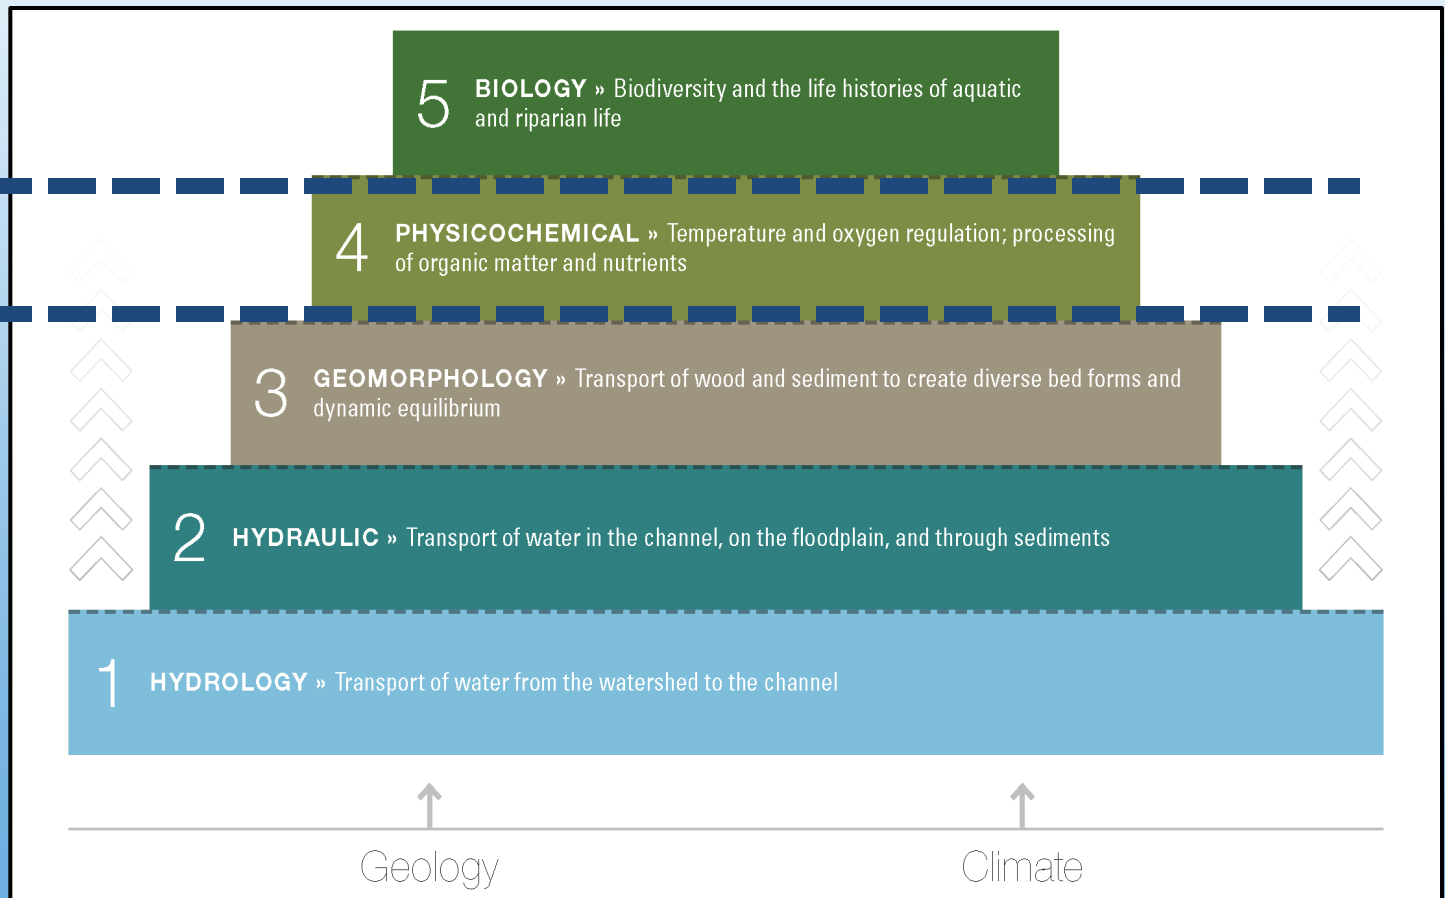 5 BIOLOGY » Biodiversity and the life histories of aquatic
and riparian life
4 PHYSICOCHEMICAL » Temperature and oxygen regulation; processing
of organic matter and nutrients
3 GEOMORPHOLOGY » Transport of wood and sediment to create diverse bed forms and
dynamic equilibrium
2 HYDRAULIC » Transport of water in the channel, on the floodplain, and through sediments
1 HYDROLOGY » Transport of water from the watershed to the channel
Geology Climate